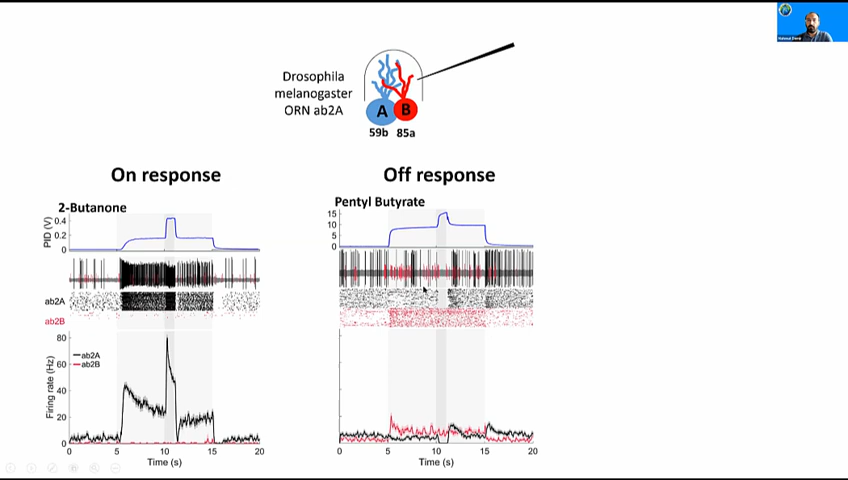 Drosophila
melanogaster
ORN ab2A
A
B
59b 85a
On response
Off response
2-Butanone
PID (V)
0.4
0.2
0
ab2A
ab2B
Firing rate (Hz)
80
60
40
20
0
ab2A
ab2B
0 5 10 15 20
Time (s)
Pentyl Butyrate
15
10
5
0
0 5 10 15 20
Time (s)